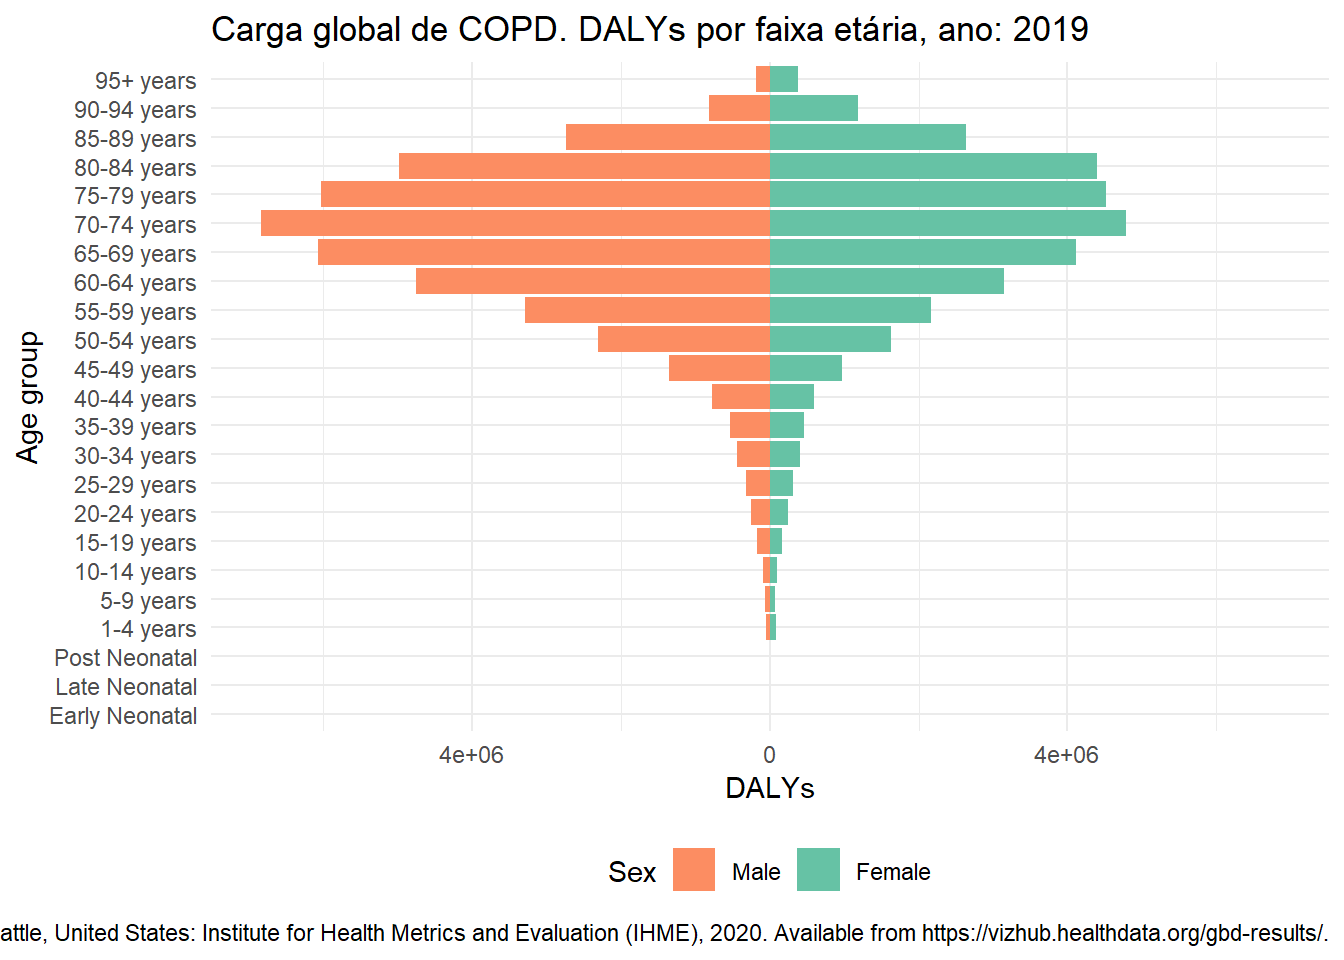 Carga global de COPD. DALYs por faixa etária, ano: 2019
95+ years
90-94 years
85-89 years
80-84 years
75-79 years
70-74 years
65-69 years
60-64 years
55-59 years
50-54 years
45-49 years
40-44 years
35-39 years
30-34 years
25-29 years
20-24 years
15-19 years
10-14 years
5-9 years
1-4 years
Post Neonatal
Late Neonatal
Early Neonatal
Age group
4e+06 0 4e+06
DALYs
Sex Male Female
attle, United States: Institute for Health Metrics and Evaluation (IHME), 2020. Available from https://vizhub.healthdata.org/gbd-results/.